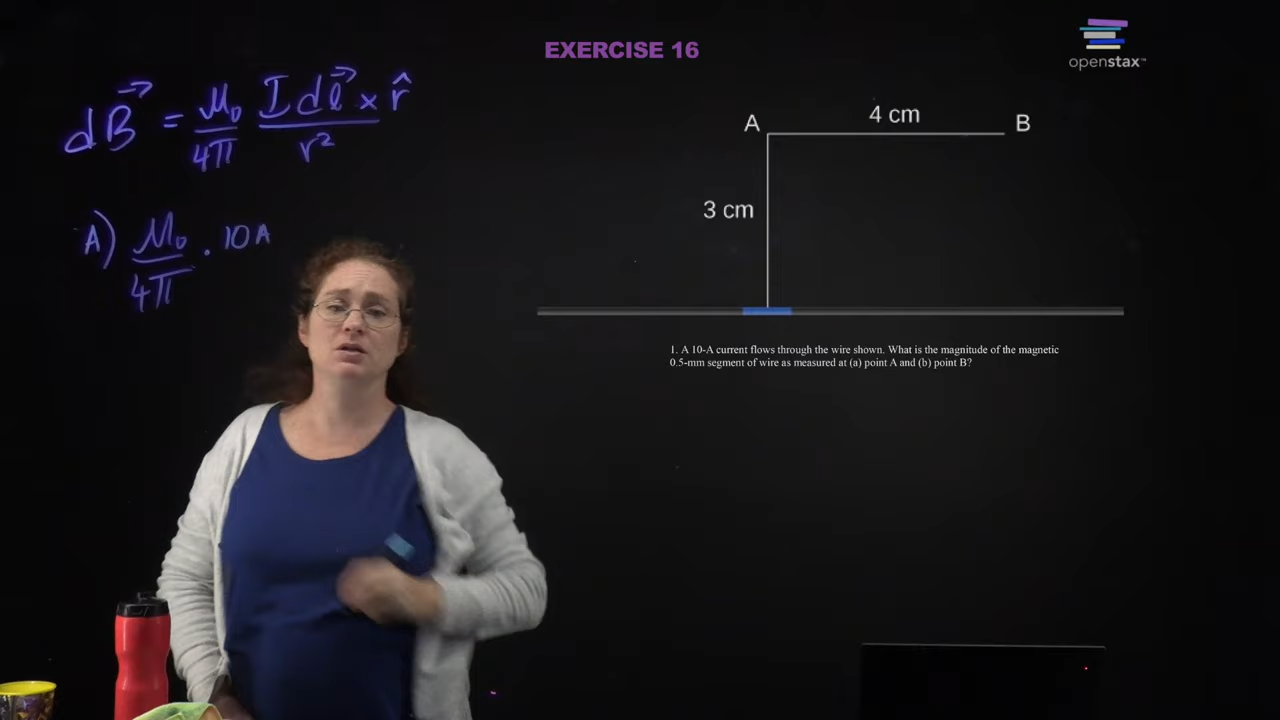 EXERCISE 16
openstax™
dB⃗ = μ₀/4π I dl⃗ × r̂ / r²
A) μ₀/4π · 10A
A
4 cm
B
3 cm
1. A 10-A current flows through the wire shown. What is the magnitude of the magnetic
0.5-mm segment of wire as measured at (a) point A and (b) point B?